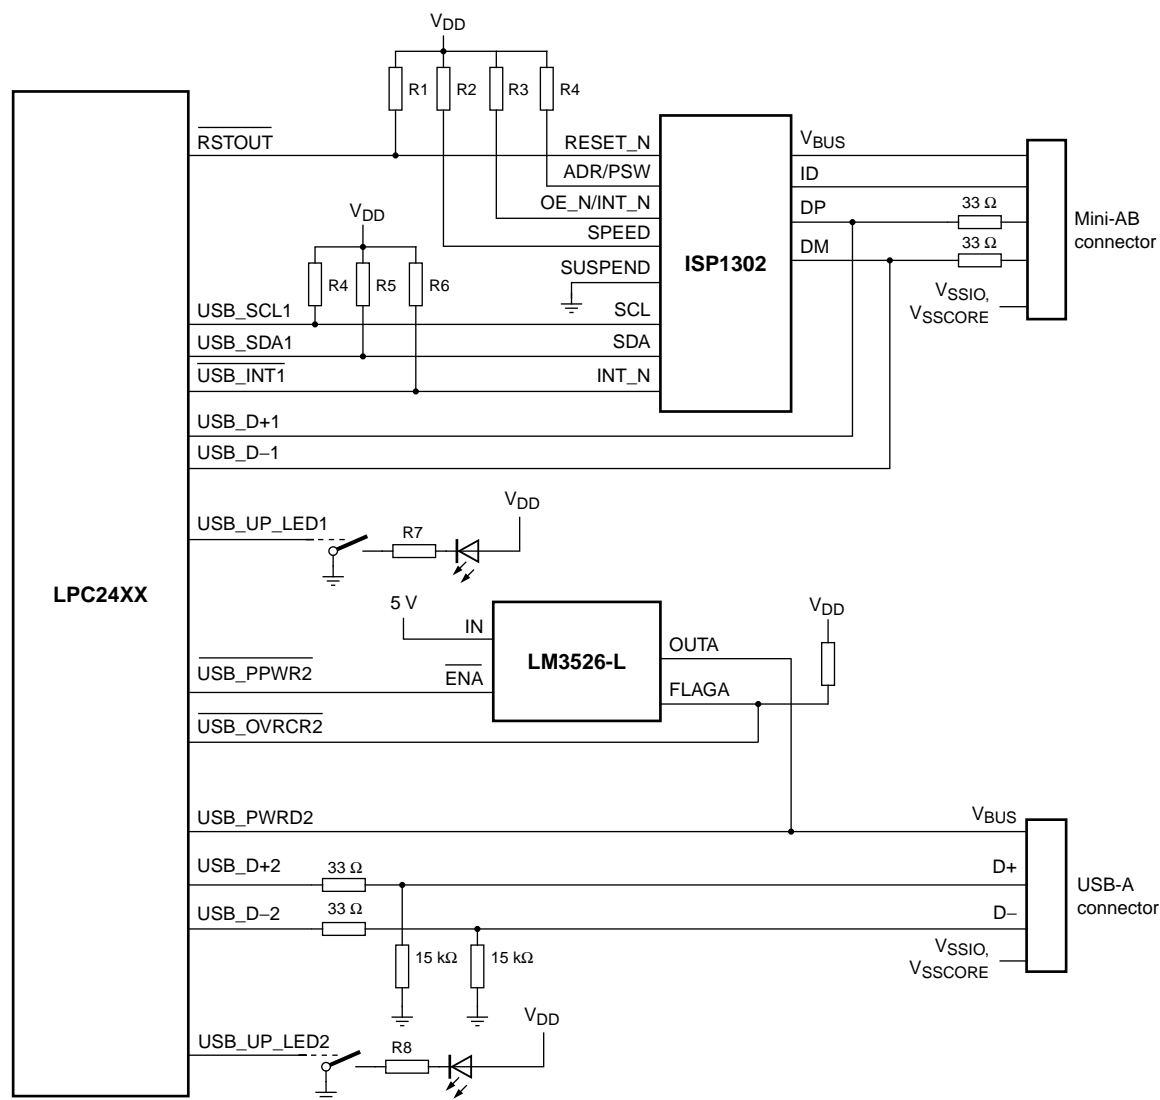 VDD
R1 R2 R3 R4
RSTOUT
RESET_N
ADR/PSW
OE_N/INT_N
SPEED
SUSPEND
SCL
SDA
INT_N
ISP1302
VBUS
ID
DP
DM
33 Ω
33 Ω
VSSIO,
VSSCORE
Mini-AB
connector
VDD
R4 R5 R6
USB_SCL1
USB_SDA1
USB_INT1
USB_D+1
USB_D−1
USB_UP_LED1
R7
VDD
LPC24XX
5 V
IN
ENA
LM3526-L
OUTA
FLAGA
VDD
USB_PPWR2
USB_OVRCR2
USB_PWRD2
USB_D+2
33 Ω
USB_D−2
33 Ω
15 kΩ
15 kΩ
VBUS
D+
D−
VSSIO,
VSSCORE
USB-A
connector
USB_UP_LED2
R8
VDD